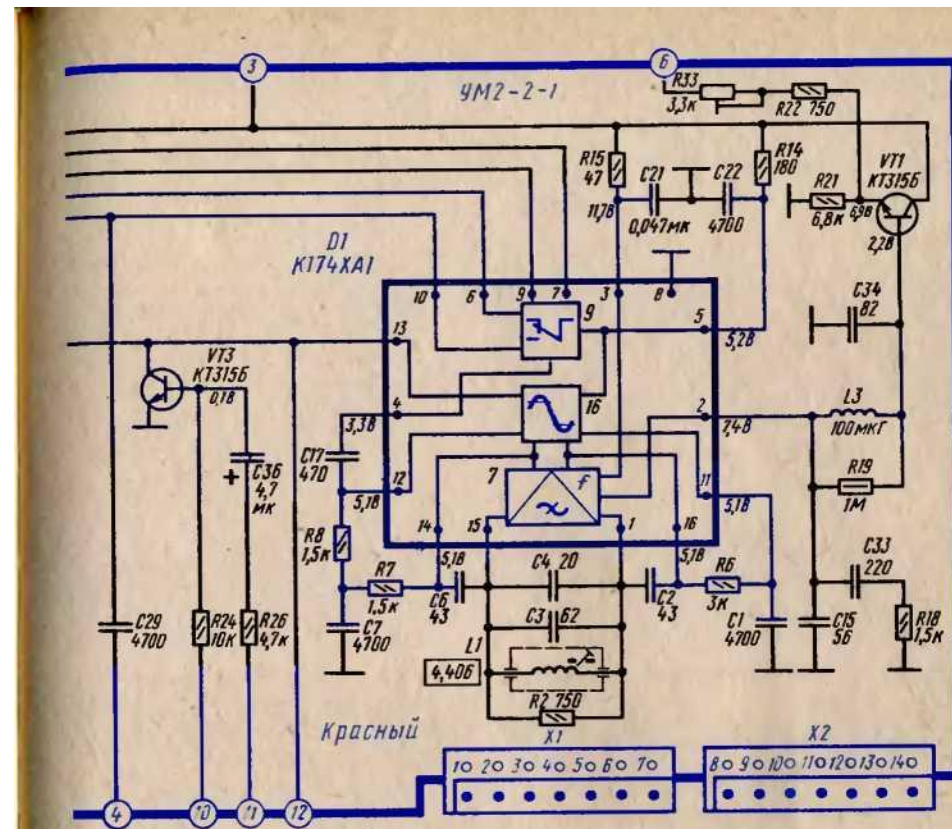 3
6
УМ2-2-1
R33
3,3к
R22 750
R15
47
C21
C22
R14
180
VT1
КТ315Б
R21
6,8к
6,9В
11,7В
0,047мк
4700
2,2В
D1
К174ХА1
10
6
9
7
3
8
C34
82
13
9
5
5,2В
VT3
КТ315Б
0,1В
4
3,3В
16
2
7,4В
L3
100мкГ
C17
470
C36
4,7
мк
+
12
5,1В
7
f
11
5,1В
R19
1М
14
15
1
16
R8
1,5к
5,1В
5,1В
C33
220
R7
1,5к
C6
43
C4 20
C2
43
R6
3к
C29
4700
R24
10к
R26
4,7к
C7
4700
C3 62
C1
4700
C15
56
R18
1,5к
L1
4,406
R2 750
Красный
X1
X2
1 2 3 4 5 6 7
8 9 10 11 12 13 14
4
10
11
12